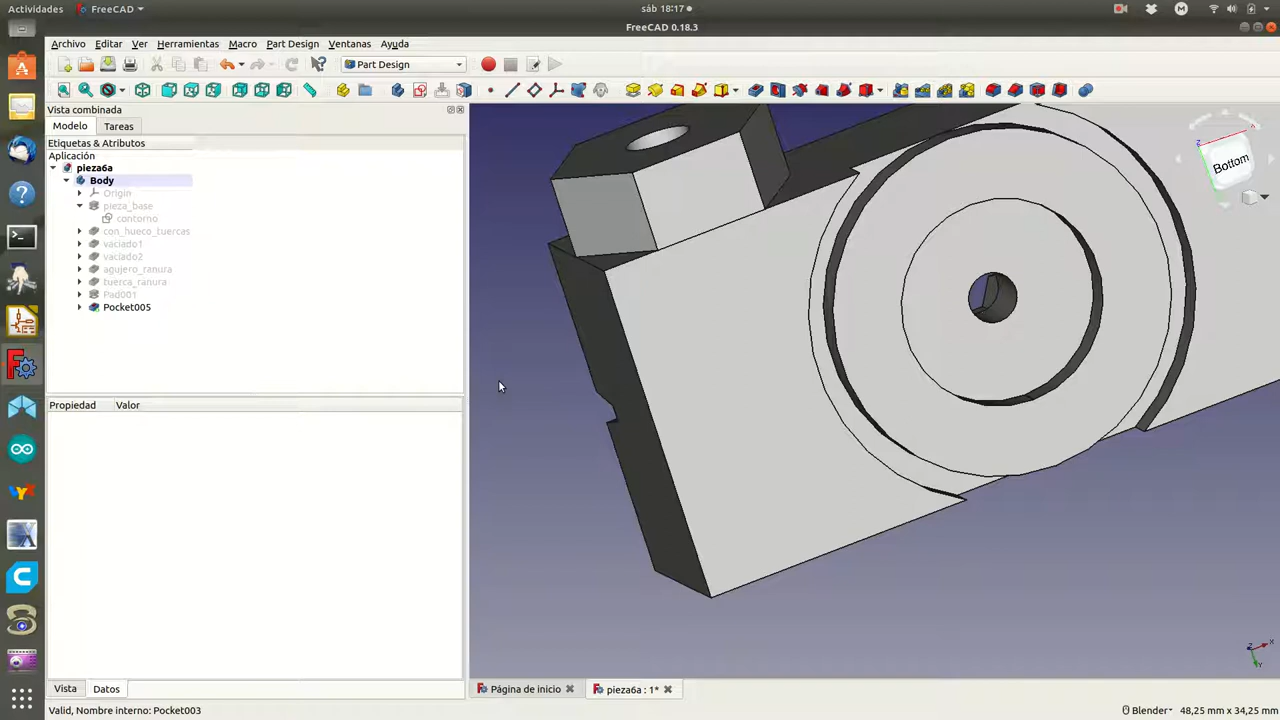 Actividades FreeCAD sáb 18:17
FreeCAD 0.18.3
Archivo Editar Ver Herramientas Macro Part Design Ventanas Ayuda
Part Design
Vista combinada
Modelo Tareas
Etiquetas & Atributos
Aplicación
pieza6a
Body
Origin
pieza_base
contorno
con_hueco_tuercas
vaciado1
vaciado2
agujero_ranura
tuerca_ranura
Pad001
Pocket005
Propiedad Valor
Bottom
Vista Datos
Página de inicio pieza6a : 1*
Valid, Nombre interno: Pocket003
Blender 48,25 mm x 34,25 mm